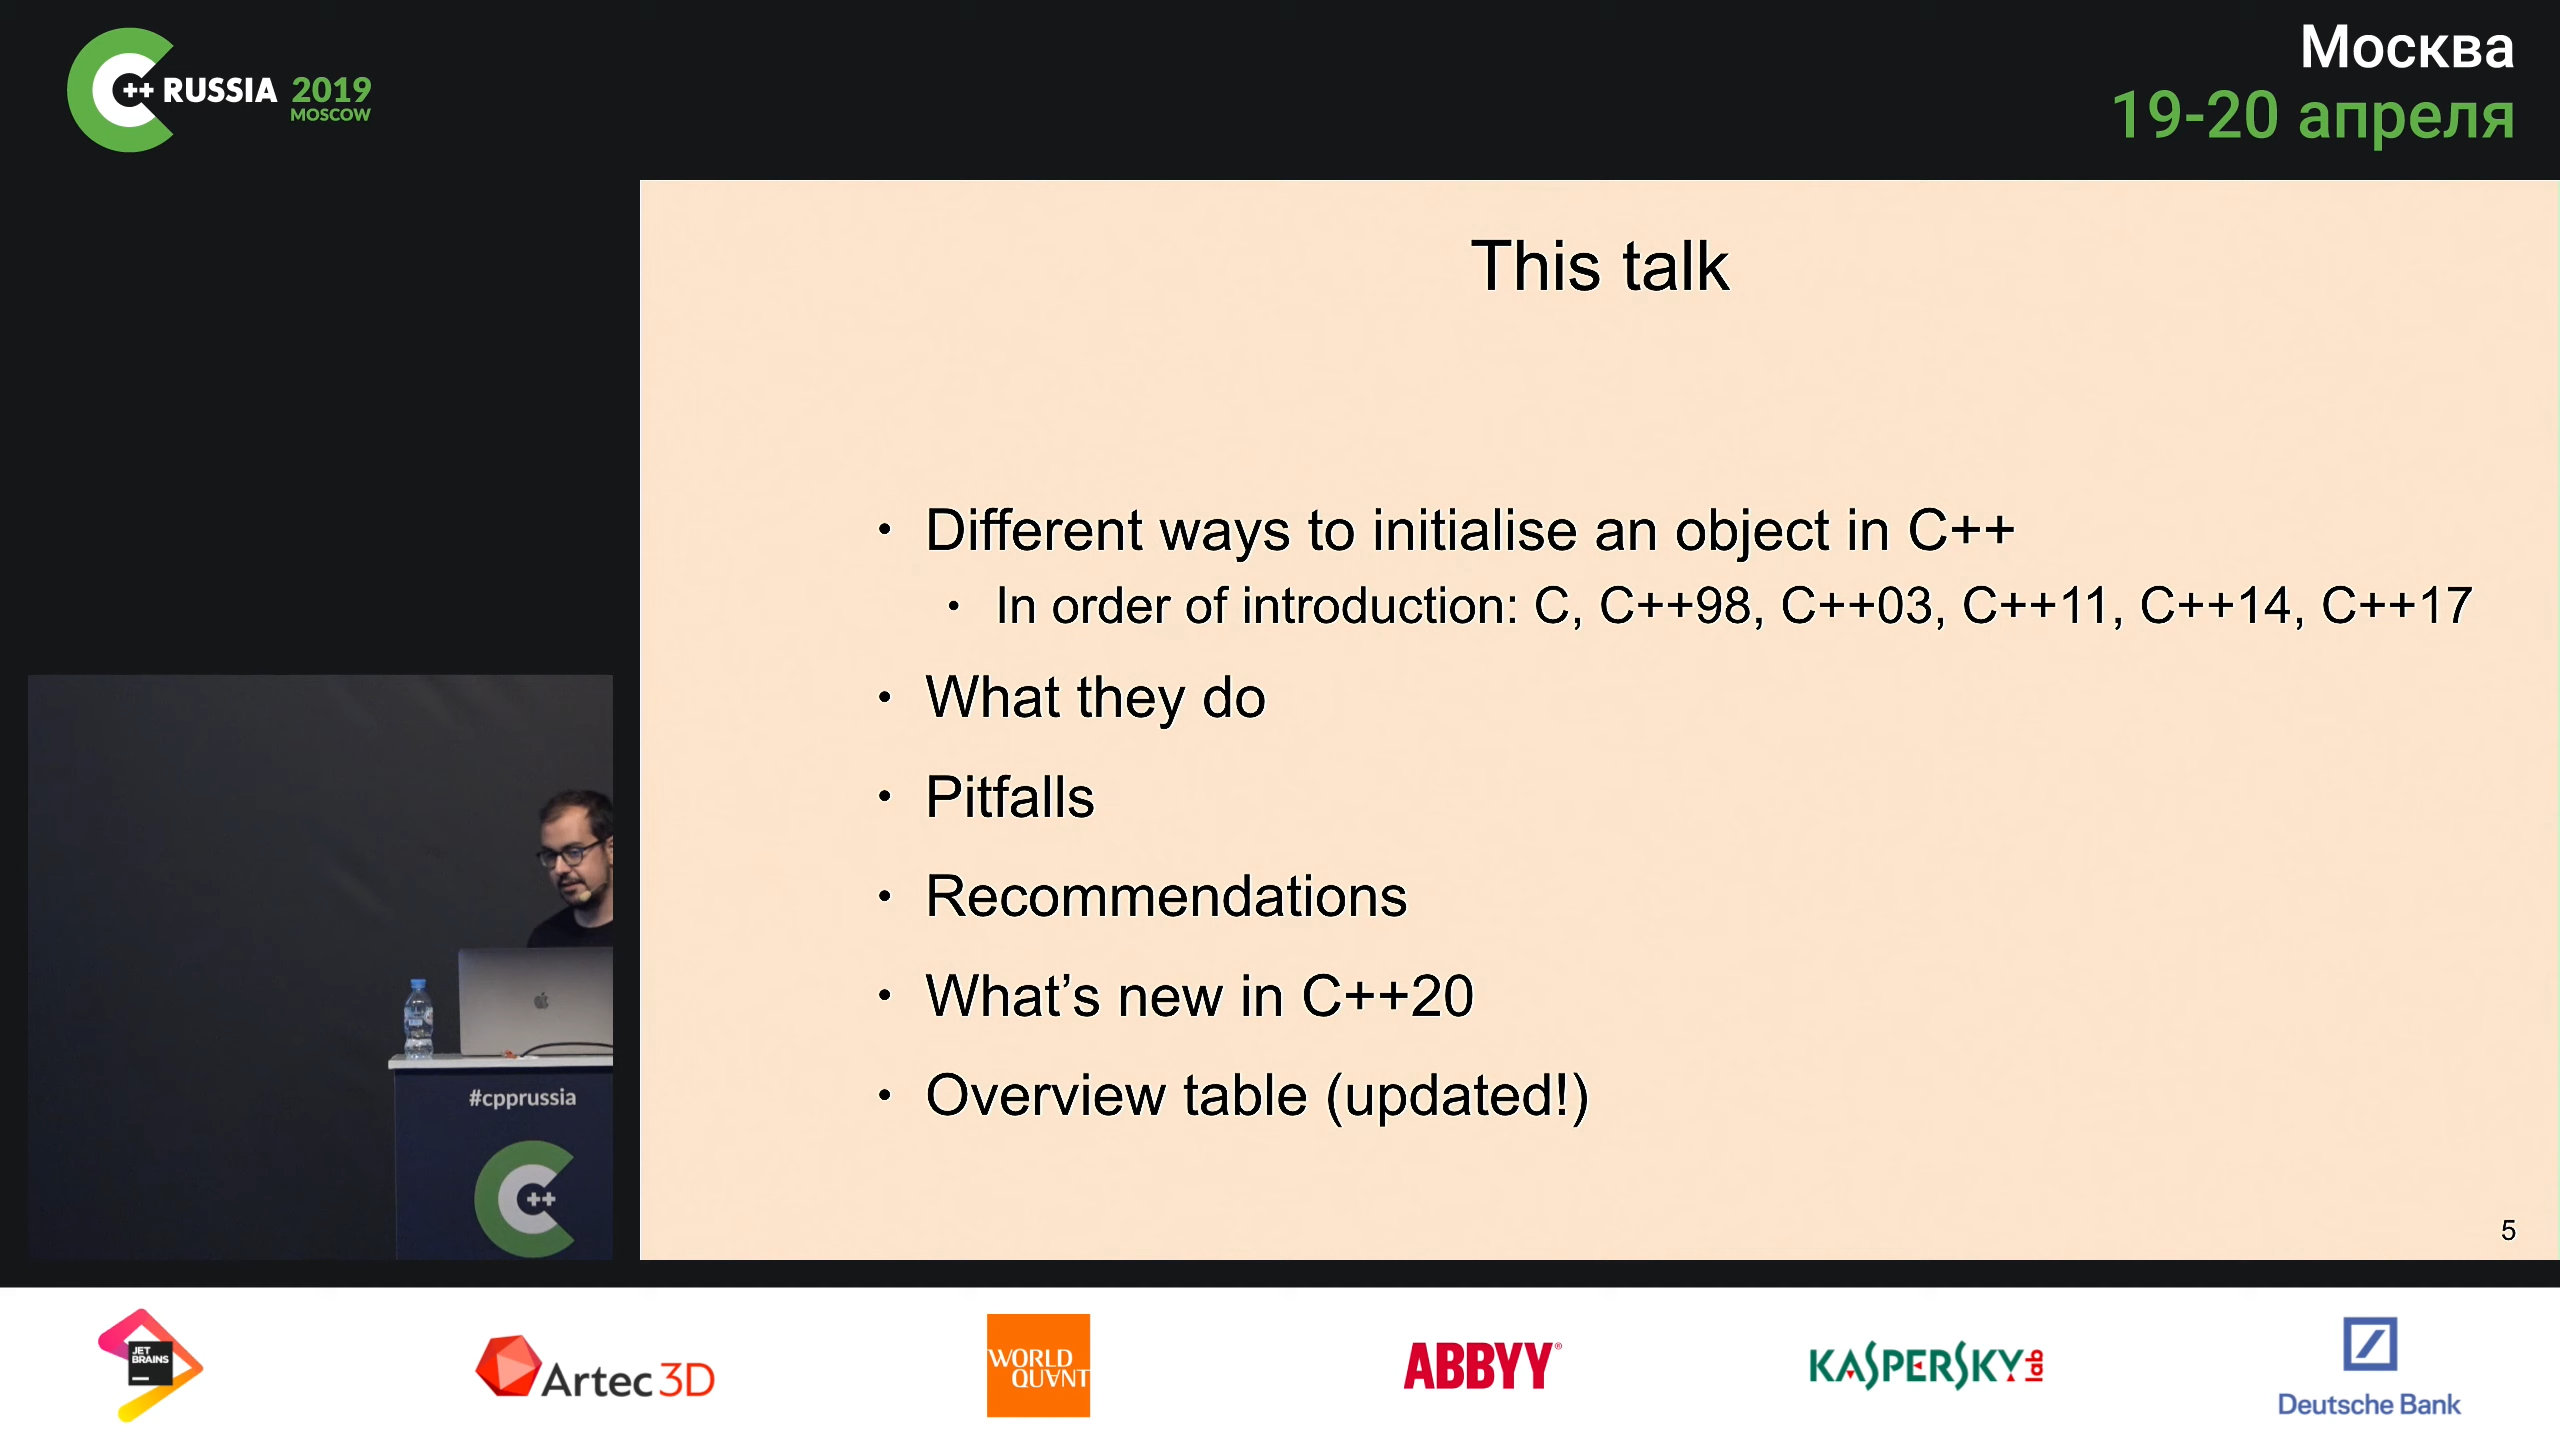 C++ RUSSIA 2019
MOSCOW
Москва
19-20 апреля
This talk
• Different ways to initialise an object in C++
• In order of introduction: C, C++98, C++03, C++11, C++14, C++17
• What they do
• Pitfalls
• Recommendations
• What’s new in C++20
• Overview table (updated!)
5
#cpprussia
C++
JET
BRAINS
Artec 3D
WORLD
QUANT
ABBYY®
KASPERSKY lab
Deutsche Bank